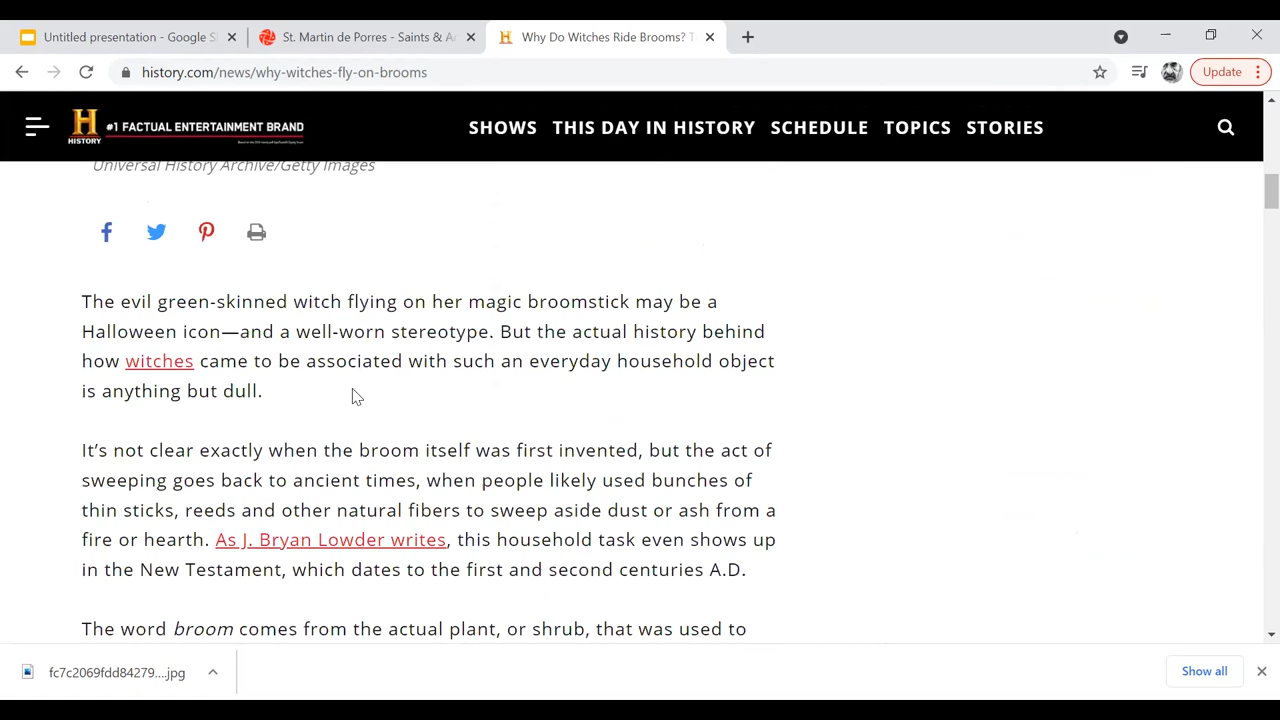 Untitled presentation - Google S
St. Martin de Porres - Saints & A
Why Do Witches Ride Brooms? T
history.com/news/why-witches-fly-on-brooms
Update
H
HISTORY
#1 FACTUAL ENTERTAINMENT BRAND
SHOWS THIS DAY IN HISTORY SCHEDULE TOPICS STORIES
Universal History Archive/Getty Images
The evil green-skinned witch flying on her magic broomstick may be a
Halloween icon—and a well-worn stereotype. But the actual history behind
how witches came to be associated with such an everyday household object
is anything but dull.
It’s not clear exactly when the broom itself was first invented, but the act of
sweeping goes back to ancient times, when people likely used bunches of
thin sticks, reeds and other natural fibers to sweep aside dust or ash from a
fire or hearth. As J. Bryan Lowder writes, this household task even shows up
in the New Testament, which dates to the first and second centuries A.D.
The word broom comes from the actual plant, or shrub, that was used to
fc7c2069fdd84279....jpg
Show all